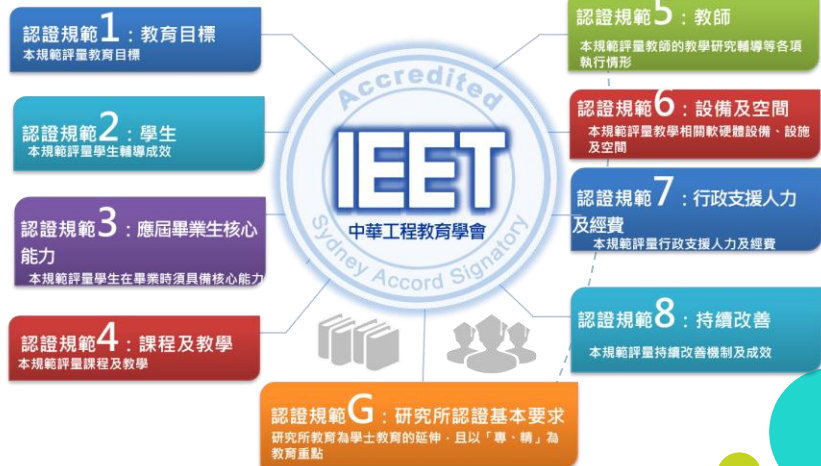 認證規範1：教育目標
本規範評量教育目標
認證規範2：學生
本規範評量學生輔導成效
認證規範3：應屆畢業生核心
能力
本規範評量學生在畢業時須具備核心能力
認證規範4：課程及教學
本規範評量課程及教學
Accredited
IEET
中華工程教育學會
Sydney Accord Signatory
認證規範5：教師
本規範評量教師的教學研究輔導等各項
執行情形
認證規範6：設備及空間
本規範評量教學相關軟硬體設備、設施
及空間
認證規範7：行政支援人力
及經費
本規範評量行政支援人力及經費
認證規範8：持續改善
本規範評量持續改善機制及成效
認證規範G：研究所認證基本要求
研究所教育為學士教育的延伸，且以「專、精」為
教育重點